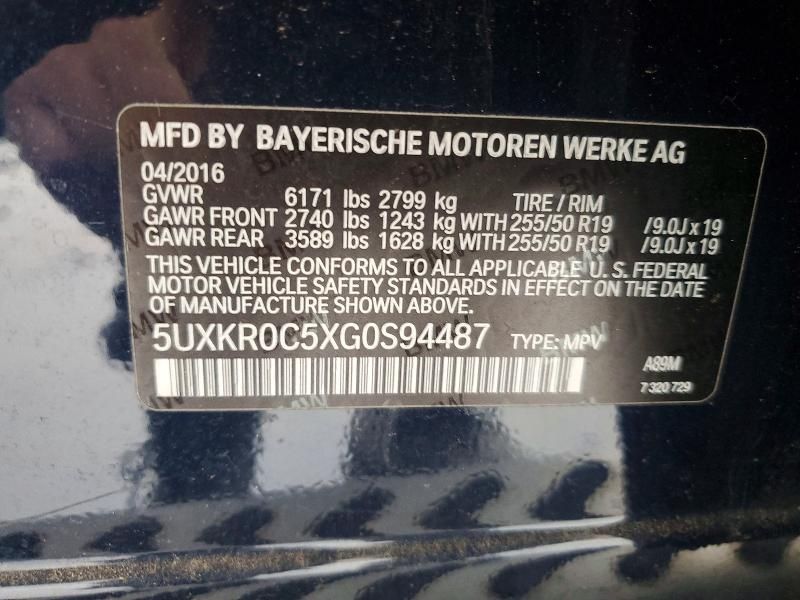 MFD BY BAYERISCHE MOTOREN WERKE AG
04/2016
GVWR 6171 lbs 2799 kg TIRE / RIM
GAWR FRONT 2740 lbs 1243 kg WITH 255/50 R19 /9.0J x 19
GAWR REAR 3589 lbs 1628 kg WITH 255/50 R19 /9.0J x 19
THIS VEHICLE CONFORMS TO ALL APPLICABLE U. S. FEDERAL
MOTOR VEHICLE SAFETY STANDARDS IN EFFECT ON THE DATE
OF MANUFACTURE SHOWN ABOVE.
5UXKR0C5XG0S94487 TYPE: MPV
A89M
7 320 729